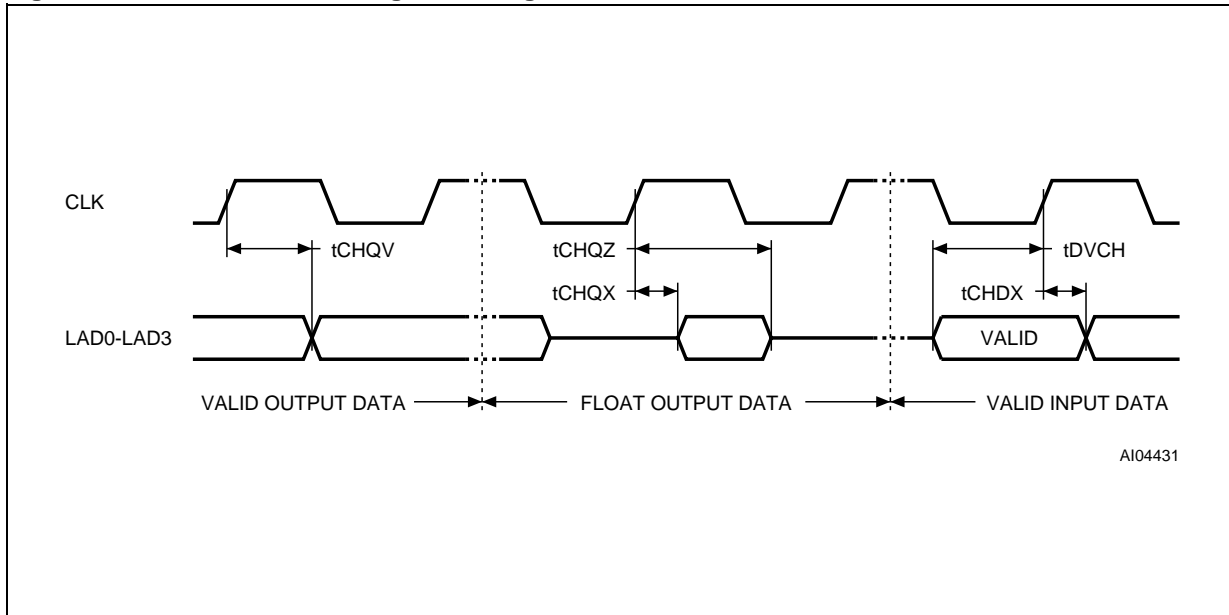 CLK
tCHQV
tCHQZ
tDVCH
tCHQX
tCHDX
LAD0-LAD3
VALID
VALID OUTPUT DATA
FLOAT OUTPUT DATA
VALID INPUT DATA
AI04431